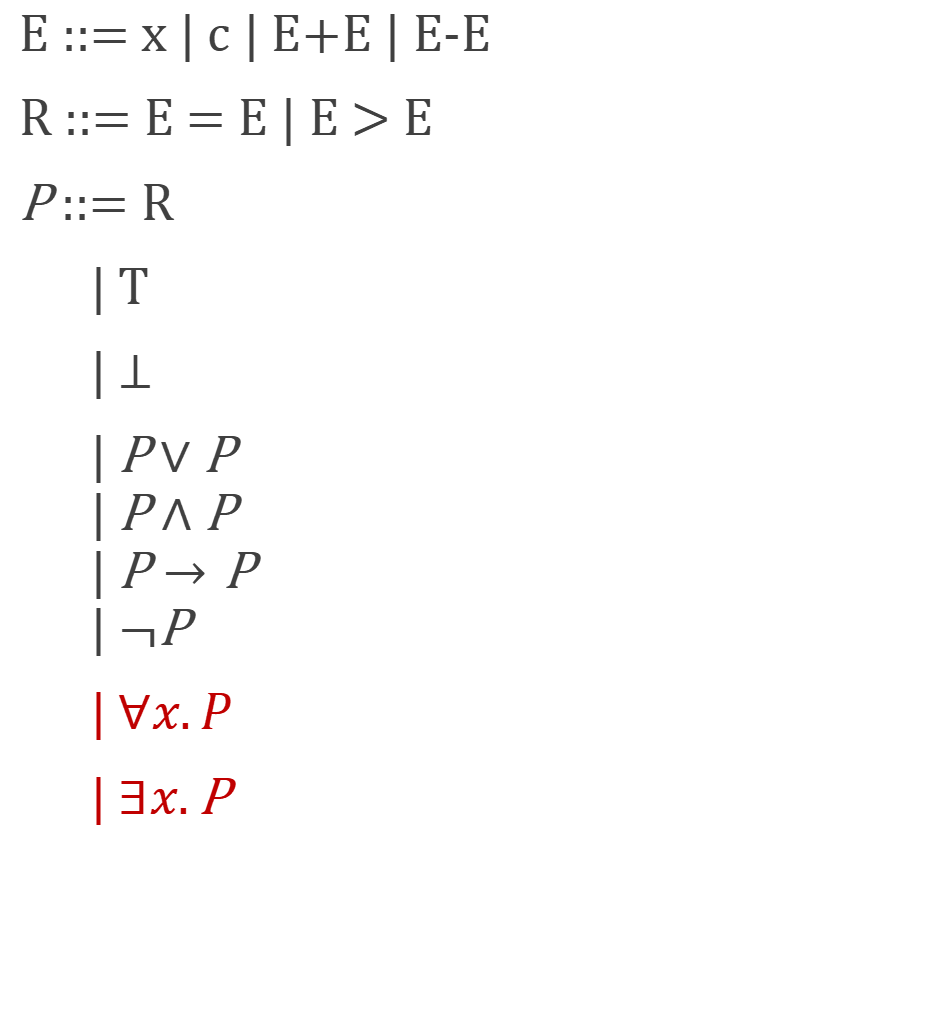 E ::= x | c | E+E | E-E
R ::= E = E | E > E
P ::= R
| T
| ⊥
| P ∨ P
| P ∧ P
| P → P
| ¬P
| ∀x. P
| ∃x. P